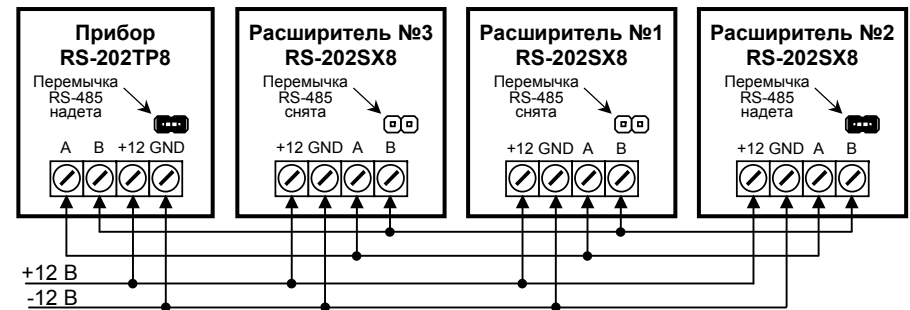 Прибор
RS-202TP8
Перемычка
RS-485
надета
A B +12 GND
Расширитель №3
RS-202SX8
Перемычка
RS-485
снята
+12 GND A B
Расширитель №1
RS-202SX8
Перемычка
RS-485
снята
+12 GND A B
Расширитель №2
RS-202SX8
Перемычка
RS-485
надета
+12 GND A B
+12 В
-12 В